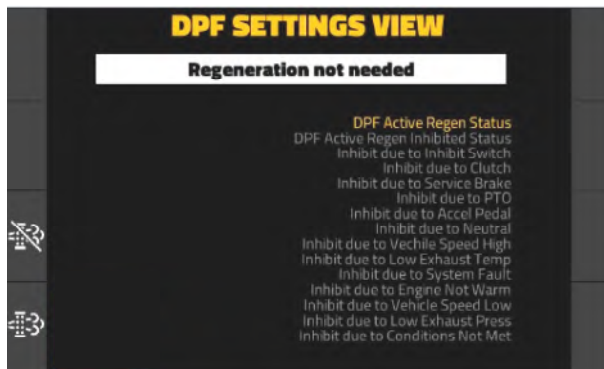 DPF SETTINGS VIEW
Regeneration not needed
DPF Active Regen Status
DPF Active Regen Inhibited Status
Inhibit due to Inhibit Switch
Inhibit due to Clutch
Inhibit due to Service Brake
Inhibit due to PTO
Inhibit due to Accel Pedal
Inhibit due to Neutral
Inhibit due to Vechile Speed High
Inhibit due to Low Exhaust Temp
Inhibit due to System Fault
Inhibit due to Engine Not Warm
Inhibit due to Vehicle Speed Low
Inhibit due to Low Exhaust Press
Inhibit due to Conditions Not Met